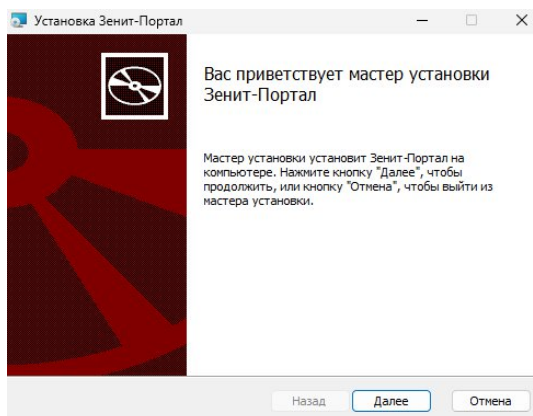 Установка Зенит-Портал
Вас приветствует мастер установки
Зенит-Портал
Мастер установки установит Зенит-Портал на
компьютере. Нажмите кнопку "Далее", чтобы
продолжить, или кнопку "Отмена", чтобы выйти из
мастера установки.
Назад
Далее
Отмена